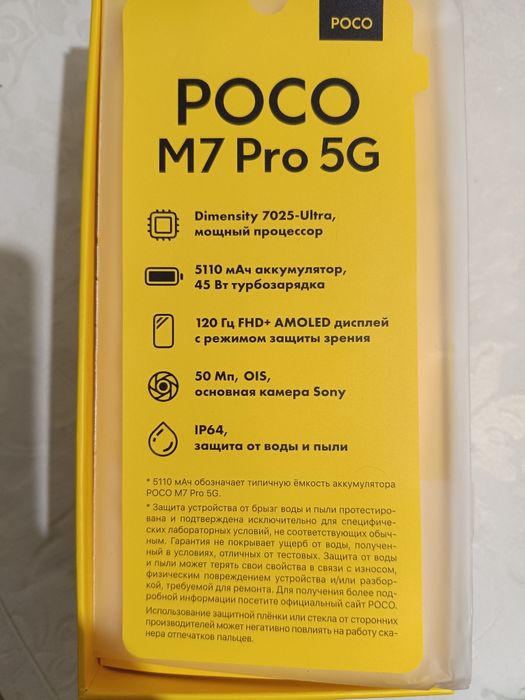 POCO
POCO
M7 Pro 5G
Dimensity 7025-Ultra,
мощный процессор
5110 мАч аккумулятор,
45 Вт турбозарядка
120 Гц FHD+ AMOLED дисплей
с режимом защиты зрения
50 Мп, OIS,
основная камера Sony
IP64,
защита от воды и пыли
* 5110 мАч обозначает типичную ёмкость аккумулятора
POCO M7 Pro 5G.
* Защита устройства от брызг воды и пыли протестиро-
вана и подтверждена исключительно для специфиче-
ских лабораторных условий, не соответствующих обыч-
ным. Гарантия не покрывает ущерб от воды, получен-
ный в условиях, отличных от тестовых. Защита от воды
и пыли может терять свои свойства в связи с износом,
физическим повреждением устройства и/или разбор-
кой, требуемой для ремонта. Для получения более под-
робной информации посетите официальный сайт POCO.
Использование защитной плёнки или стекла от сторонних
производителей может негативно повлиять на работу ска-
нера отпечатков пальцев.